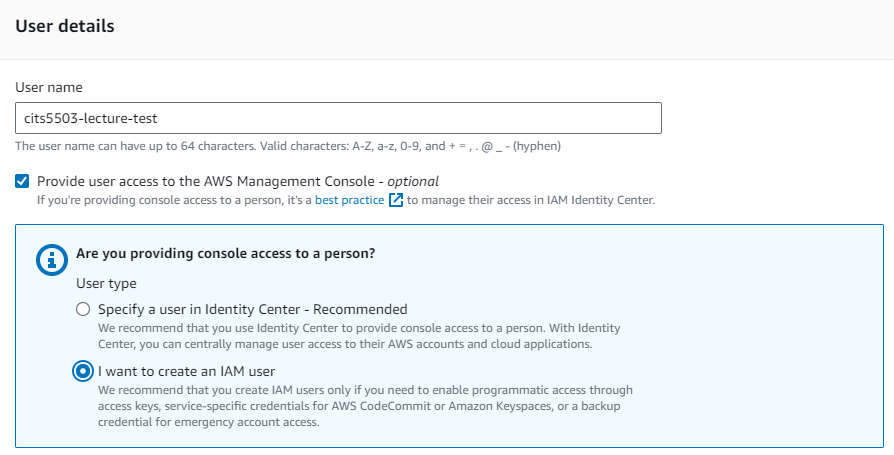 User details
User name
cits5503-lecture-test
The user name can have up to 64 characters. Valid characters: A-Z, a-z, 0-9, and + = , . @ _ - (hyphen)
Provide user access to the AWS Management Console - optional
If you're providing console access to a person, it's a best practice to manage their access in IAM Identity Center.
Are you providing console access to a person?
User type
Specify a user in Identity Center - Recommended
We recommend that you use Identity Center to provide console access to a person. With Identity
Center, you can centrally manage user access to their AWS accounts and cloud applications.
I want to create an IAM user
We recommend that you create IAM users only if you need to enable programmatic access through
access keys, service-specific credentials for AWS CodeCommit or Amazon Keyspaces, or a backup
credential for emergency account access.